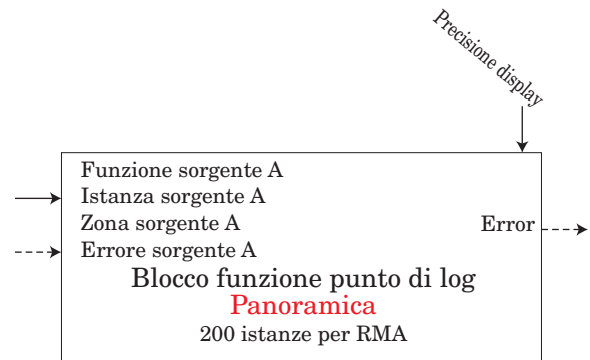 Precisione display
Funzione sorgente A
Istanza sorgente A
Zona sorgente A
Error
Errore sorgente A
Blocco funzione punto di log
Panoramica
200 istanze per RMA